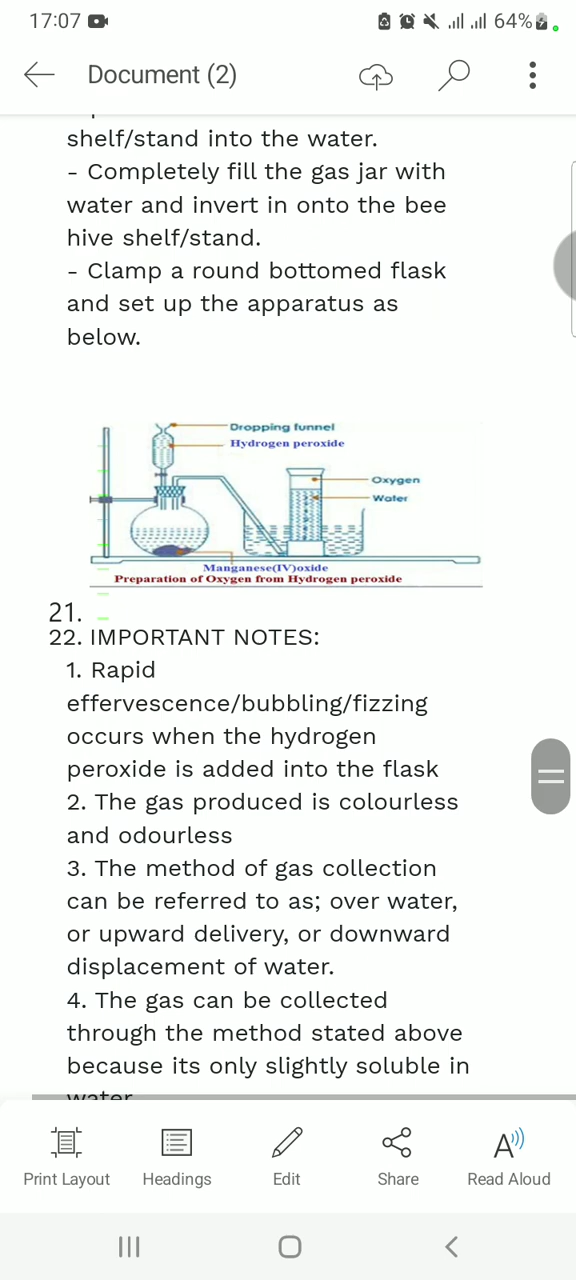 17:07 64%
Document (2)
shelf/stand into the water.
- Completely fill the gas jar with
water and invert in onto the bee
hive shelf/stand.
- Clamp a round bottomed flask
and set up the apparatus as
below.
Dropping funnel
Hydrogen peroxide
Oxygen
Water
Manganese(IV)oxide
Preparation of Oxygen from Hydrogen peroxide
21.
22. IMPORTANT NOTES:
1. Rapid
effervescence/bubbling/fizzing
occurs when the hydrogen
peroxide is added into the flask
2. The gas produced is colourless
and odourless
3. The method of gas collection
can be referred to as; over water,
or upward delivery, or downward
displacement of water.
4. The gas can be collected
through the method stated above
because its only slightly soluble in
water
Print Layout Headings Edit Share Read Aloud